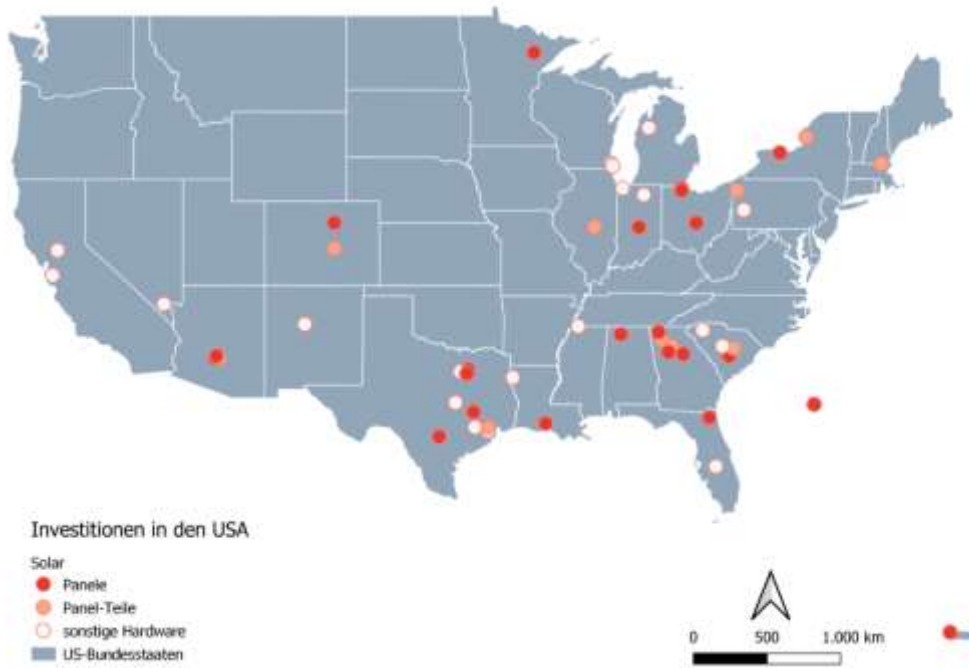 Investitionen in den USA
Solar
Panele
Panel-Teile
sonstige Hardware
US-Bundesstaaten
0 500 1.000 km